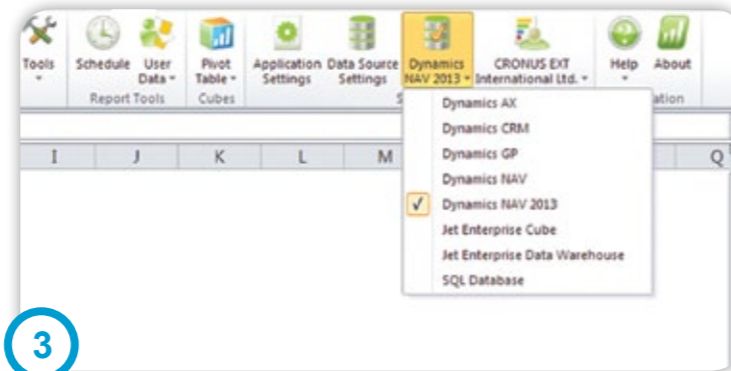 Tools Schedule User Data Pivot Table Application Settings Data Source Settings Dynamics NAV 2013 CRONUS EXT International Ltd. Help About
Report Tools Cubes S ation
I J K L M Q
Dynamics AX
Dynamics CRM
Dynamics GP
Dynamics NAV
Dynamics NAV 2013
Jet Enterprise Cube
Jet Enterprise Data Warehouse
SQL Database
3